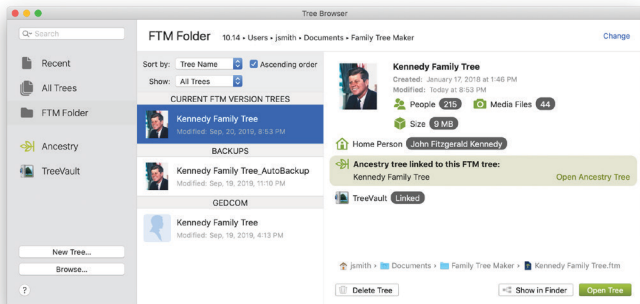 Tree Browser
Search
FTM Folder 10.14 • Users • jsmith • Documents • Family Tree Maker
Change
Recent
All Trees
FTM Folder
Ancestry
TreeVault
New Tree...
Browse...
?
Sort by: Tree Name Ascending order
Show: All Trees
CURRENT FTM VERSION TREES
Kennedy Family Tree
Modified: Sep, 20, 2019, 8:53 PM
BACKUPS
Kennedy Family Tree_AutoBackup
Modified: Sep, 19, 2019, 11:10 PM
GEDCOM
Kennedy Family Tree
Modified: Sep, 19, 2019, 4:13 PM
Kennedy Family Tree
Created: January 17, 2018 at 1:46 PM
Modified: Today at 8:53 PM
People 215 Media Files 44
Size 9 MB
Home Person John Fitzgerald Kennedy
Ancestry tree linked to this FTM tree:
Kennedy Family Tree Open Ancestry Tree
TreeVault Linked
jsmith › Documents › Family Tree Maker › Kennedy Family Tree.ftm
Delete Tree Show in Finder Open Tree